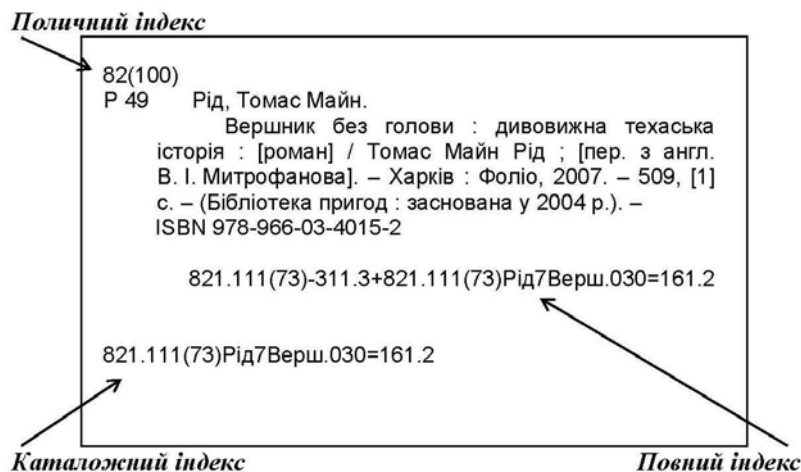 Поличний індекс
82(100)
Р 49 Рід, Томас Майн.
Вершник без голови : дивовижна техаська
історія : [роман] / Томас Майн Рід ; [пер. з англ.
В. І. Митрофанова]. – Харків : Фоліо, 2007. – 509, [1]
с. – (Бібліотека пригод : заснована у 2004 р.). –
ISBN 978-966-03-4015-2
821.111(73)-311.3+821.111(73)Рід7Верш.030=161.2
821.111(73)Рід7Верш.030=161.2
Каталожний індекс Повний індекс